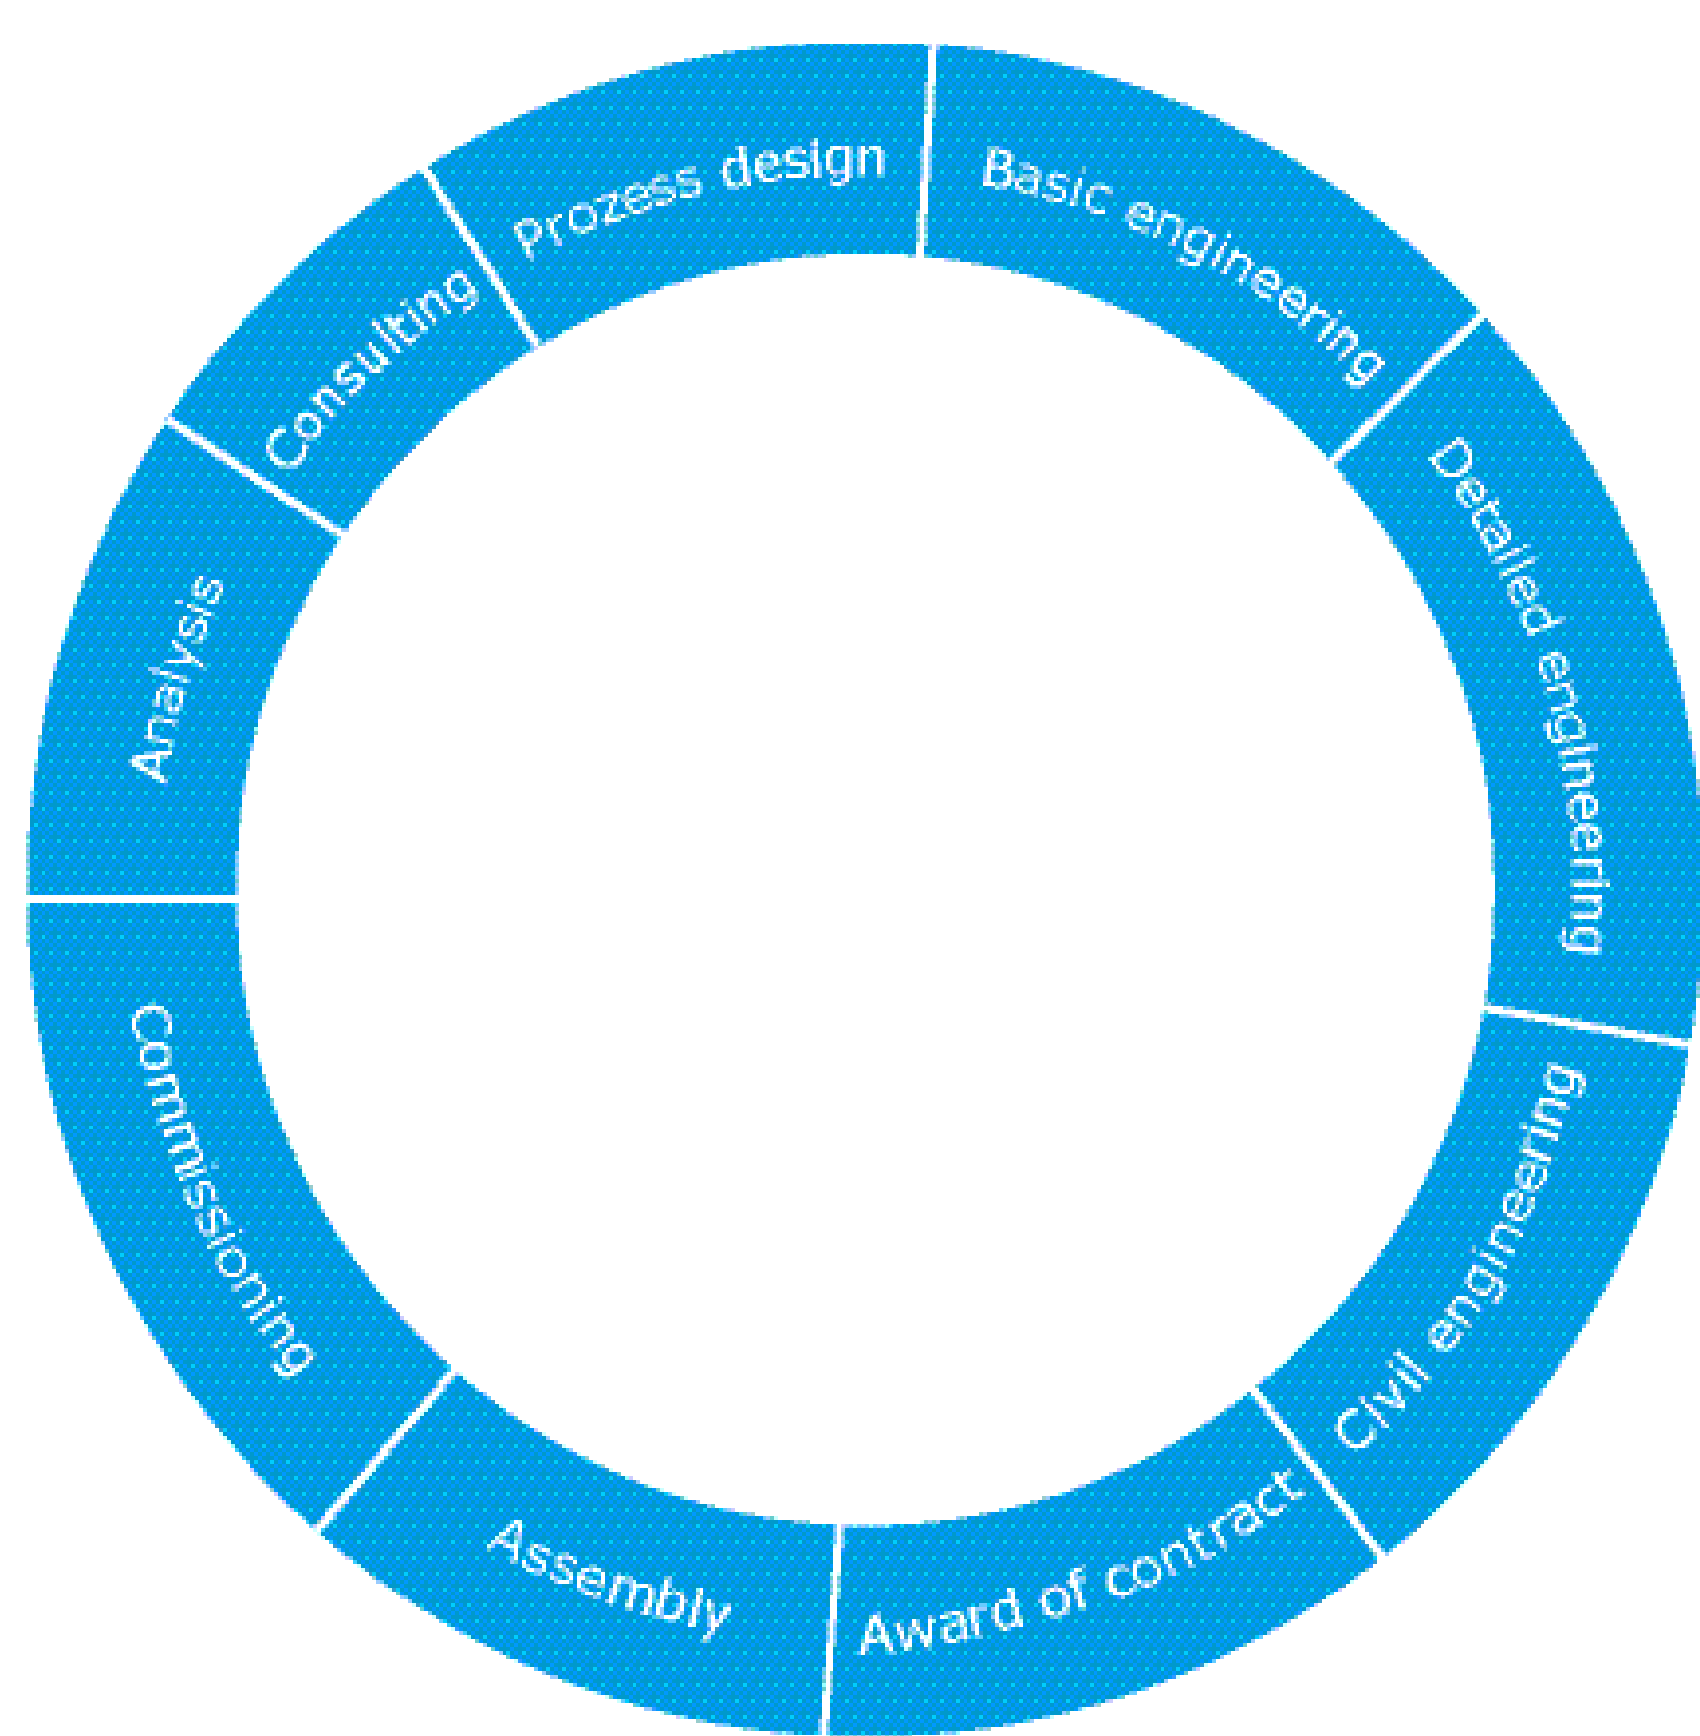 Analysis
Consulting
Prozess design
Basic engineering
Detailed engineering
Civil engineering
Award of contract
Assembly
Commissioning